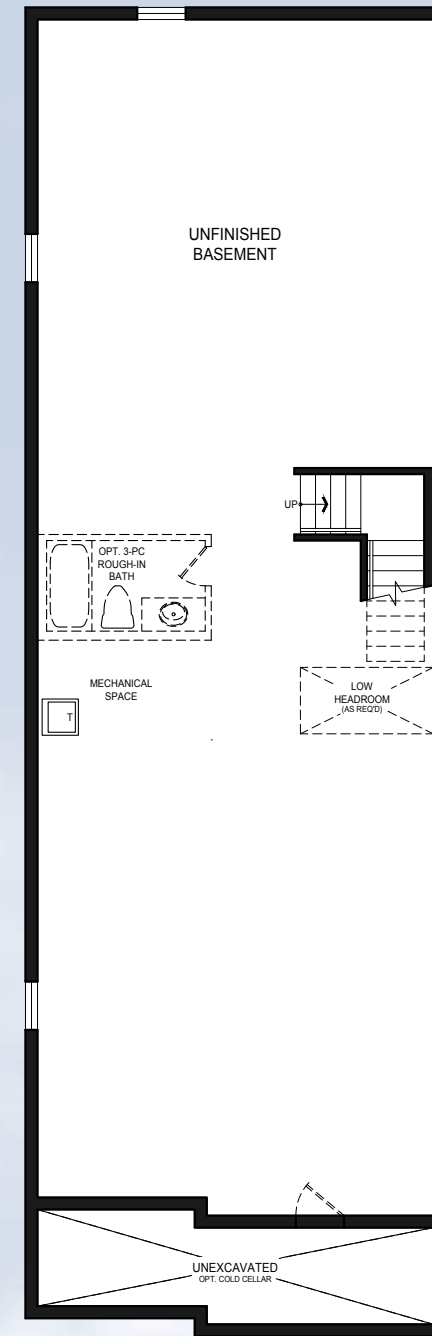 UNFINISHED
BASEMENT
UP
OPT. 3-PC
ROUGH-IN
BATH
MECHANICAL
SPACE
T
LOW
HEADROOM
(AS REQ'D)
UNEXCAVATED
OPT. COLD CELLAR